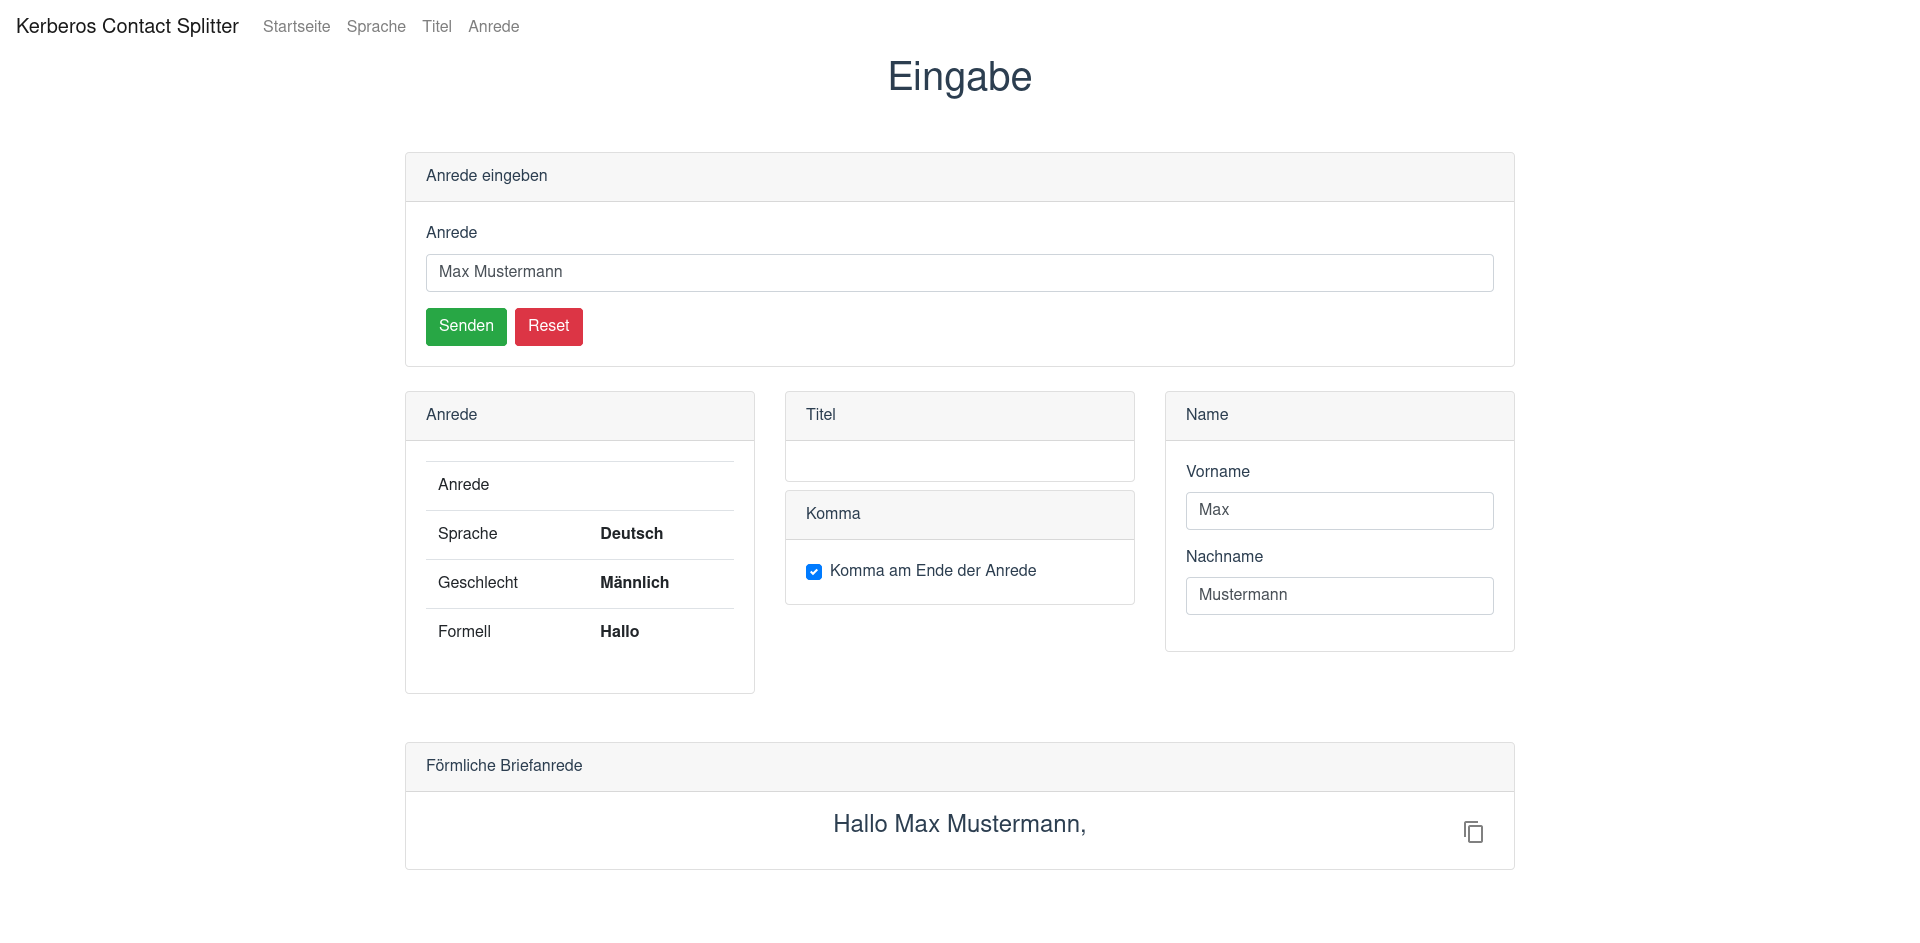 Kerberos Contact Splitter Startseite Sprache Titel Anrede
Eingabe
Anrede eingeben
Anrede
Max Mustermann
Senden Reset
Anrede
Anrede
Sprache Deutsch
Geschlecht Männlich
Formell Hallo
Titel
Komma
Komma am Ende der Anrede
Name
Vorname
Max
Nachname
Mustermann
Förmliche Briefanrede
Hallo Max Mustermann,